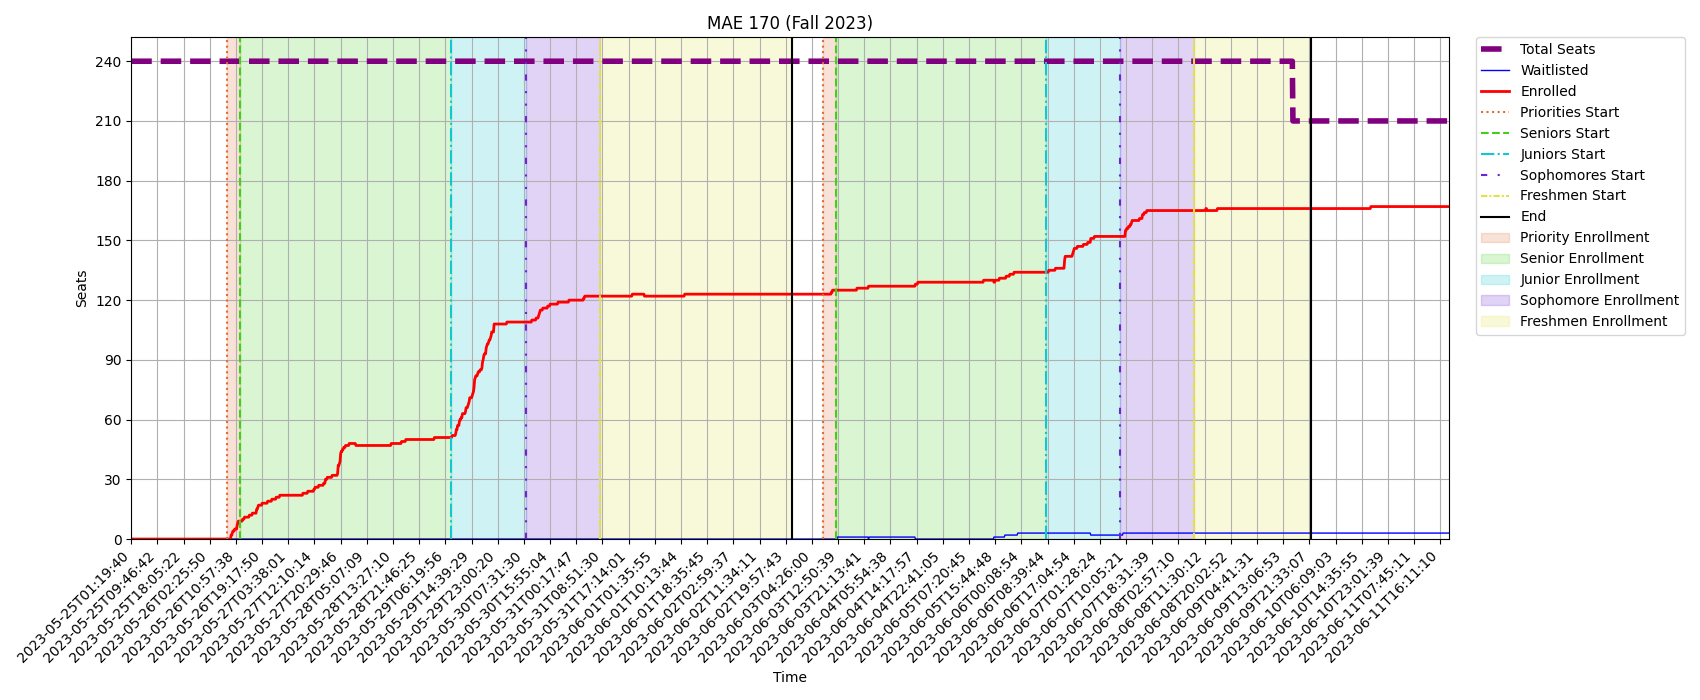 MAE 170 (Fall 2023)
Seats
240
210
180
150
120
90
60
30
0
2023-05-25T01:19:40
2023-05-25T09:46:42
2023-05-25T18:05:22
2023-05-26T02:25:50
2023-05-26T10:57:38
2023-05-26T19:17:50
2023-05-27T03:38:01
2023-05-27T12:10:14
2023-05-27T20:29:46
2023-05-28T05:07:09
2023-05-28T13:27:10
2023-05-28T21:46:25
2023-05-29T06:19:56
2023-05-29T14:39:29
2023-05-29T23:00:20
2023-05-30T07:31:30
2023-05-30T15:55:04
2023-05-31T00:17:47
2023-05-31T08:51:30
2023-05-31T17:14:01
2023-06-01T01:35:55
2023-06-01T10:13:44
2023-06-01T18:35:45
2023-06-02T02:59:37
2023-06-02T11:34:11
2023-06-02T19:57:43
2023-06-03T04:26:00
2023-06-03T12:50:39
2023-06-03T21:13:41
2023-06-04T05:54:38
2023-06-04T14:17:57
2023-06-04T22:41:05
2023-06-05T07:20:45
2023-06-05T15:44:48
2023-06-06T00:08:54
2023-06-06T08:39:44
2023-06-06T17:04:54
2023-06-07T01:28:24
2023-06-07T10:05:21
2023-06-07T18:31:39
2023-06-08T02:57:10
2023-06-08T11:30:12
2023-06-08T20:02:52
2023-06-09T04:41:31
2023-06-09T13:06:53
2023-06-09T21:33:07
2023-06-10T06:09:03
2023-06-10T14:35:55
2023-06-10T23:01:39
2023-06-11T07:45:11
2023-06-11T16:11:10
Time
Total Seats
Waitlisted
Enrolled
Priorities Start
Seniors Start
Juniors Start
Sophomores Start
Freshmen Start
End
Priority Enrollment
Senior Enrollment
Junior Enrollment
Sophomore Enrollment
Freshmen Enrollment